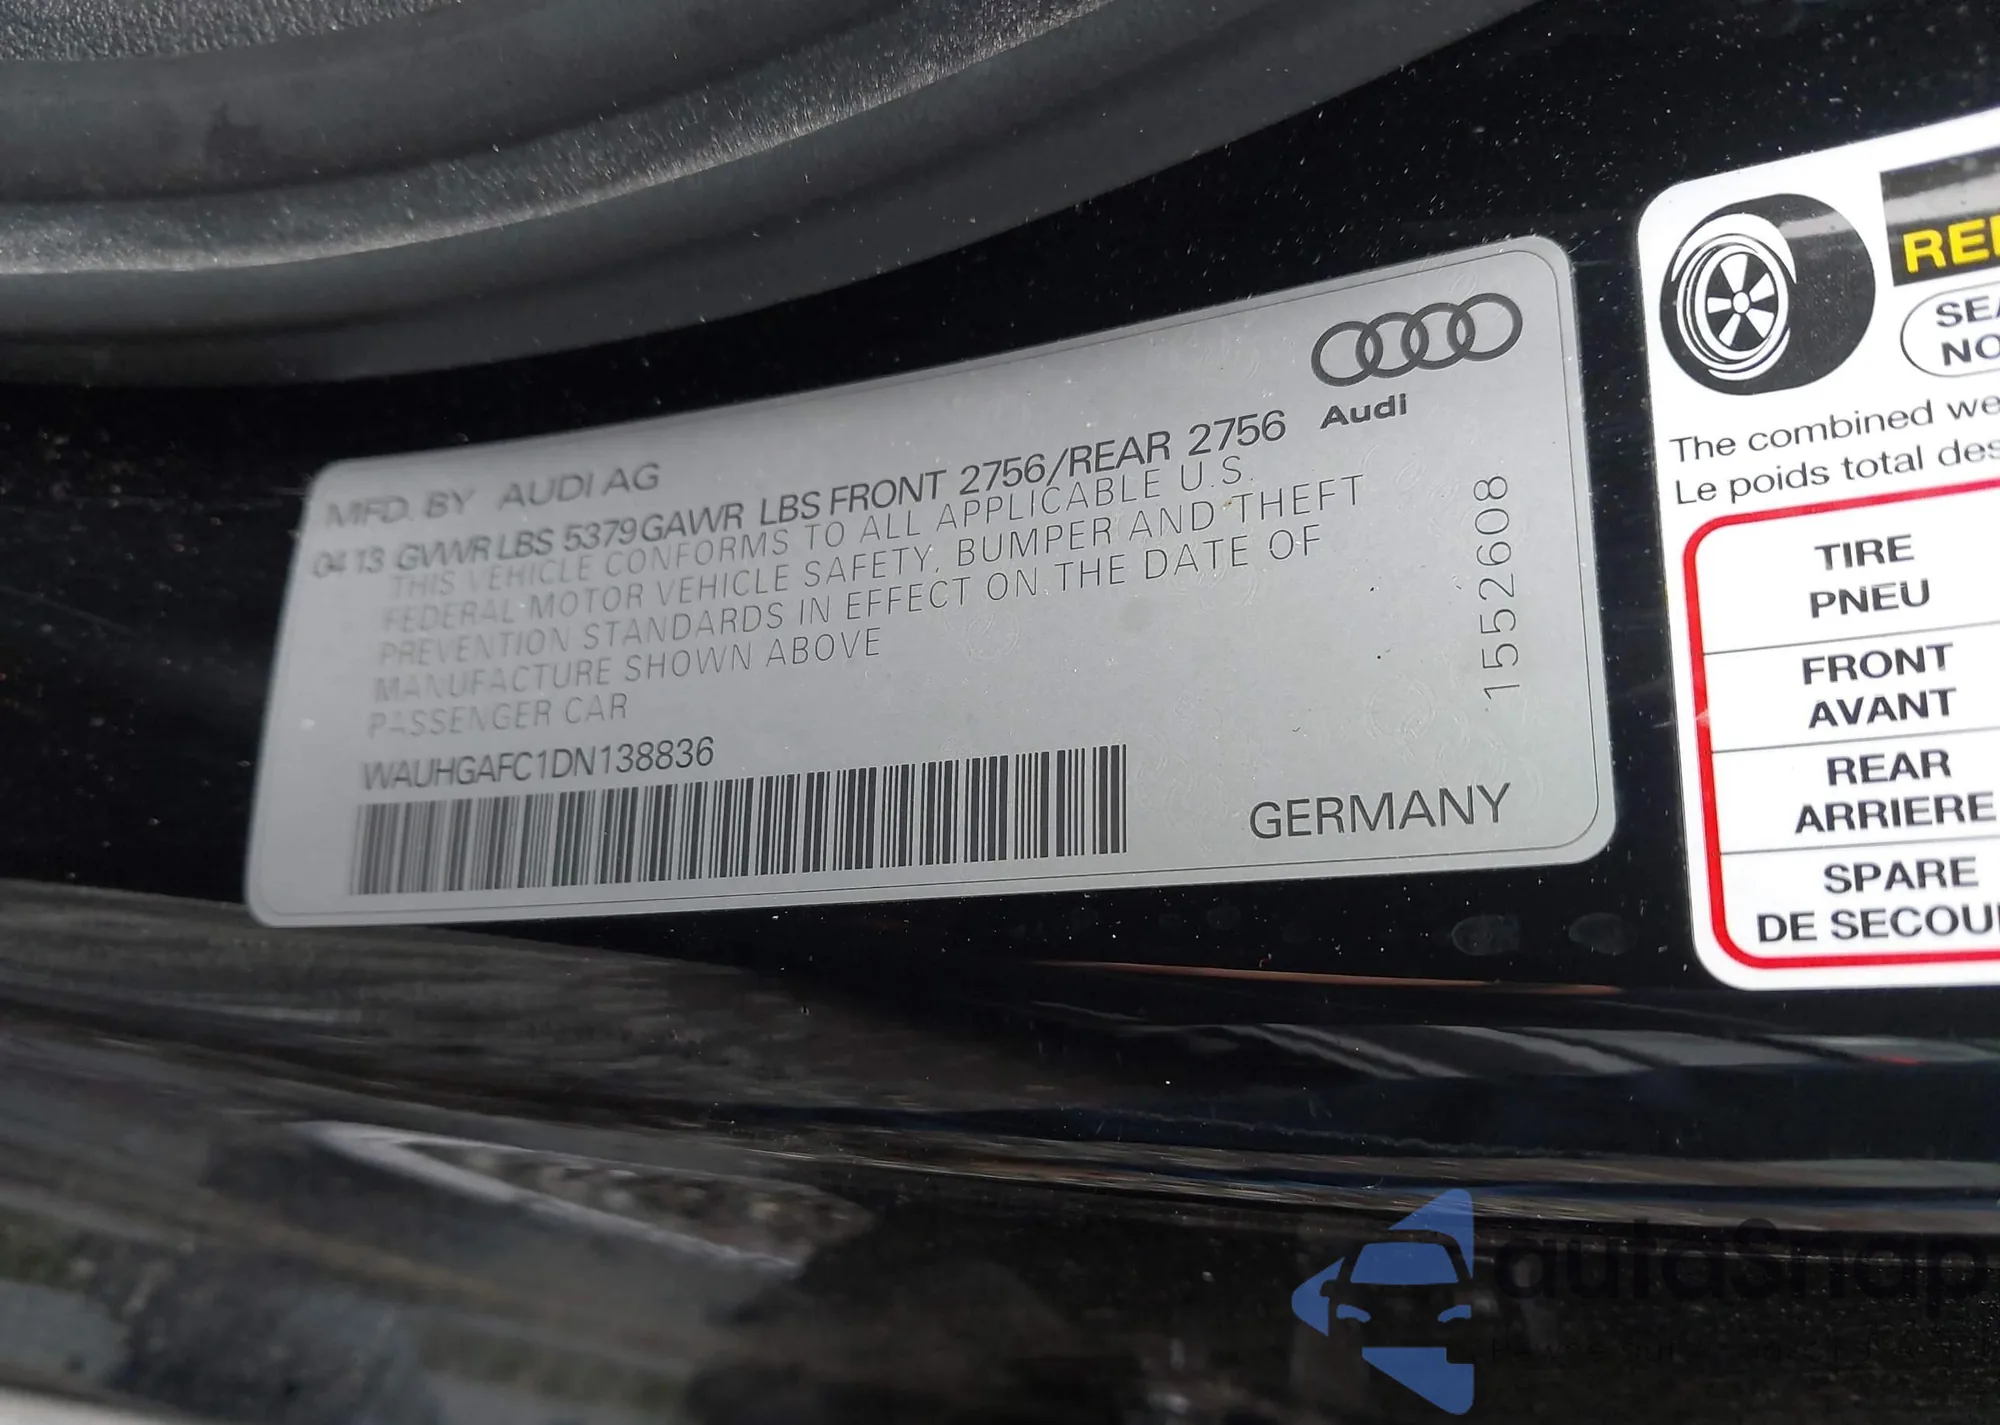 MFD. BY AUDI AG
04 13 GVWR LBS 5379 GAWR LBS FRONT 2756/REAR 2756
THIS VEHICLE CONFORMS TO ALL APPLICABLE U.S.
FEDERAL MOTOR VEHICLE SAFETY, BUMPER AND THEFT
PREVENTION STANDARDS IN EFFECT ON THE DATE OF
MANUFACTURE SHOWN ABOVE
PASSENGER CAR
WAUHGAFC1DN138836
Audi
1552608
GERMANY
The combined
Le poids total
TIRE
PNEU
FRONT
AVANT
REAR
ARRIERE
SPARE
DE
autasnap